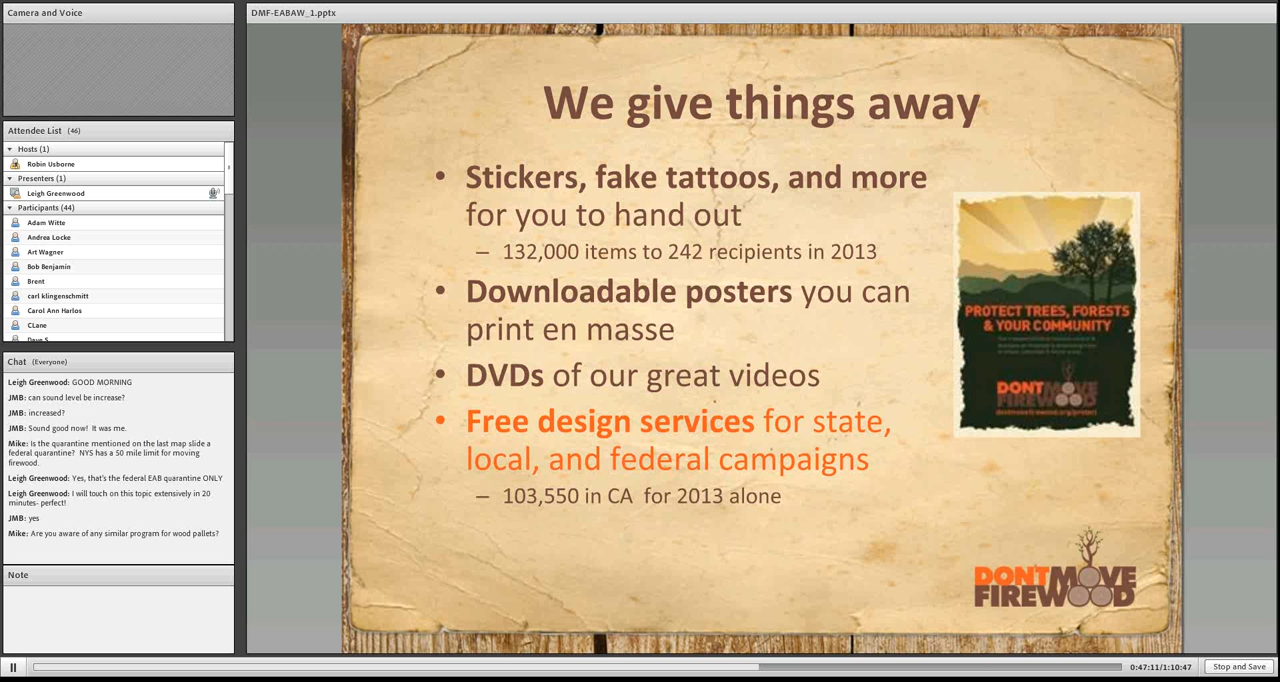 Camera and Voice
Attendee List (46)
Hosts (1)
Robin Usborne
Presenters (1)
Leigh Greenwood
Participants (44)
Adam Witte
Andrea Locke
Art Wagner
Bob Benjamin
Brent
carl klingenschmitt
Carol Ann Harlos
CLane
Dave S
Chat (Everyone)
Leigh Greenwood: GOOD MORNING
JMB: can sound level be increase?
JMB: increased?
JMB: Sound good now! It was me.
Mike: Is the quarantine mentioned on the last map slide a
federal quarantine? NYS has a 50 mile limit for moving
firewood.
Leigh Greenwood: Yes, that's the federal EAB quarantine ONLY
Leigh Greenwood: I will touch on this topic extensively in 20
minutes- perfect!
JMB: yes
Mike: Are you aware of any similar program for wood pallets?
Note
DMF-EABAW_1.pptx
We give things away
• Stickers, fake tattoos, and more
for you to hand out
– 132,000 items to 242 recipients in 2013
• Downloadable posters you can
print en masse
• DVDs of our great videos
• Free design services for state,
local, and federal campaigns
– 103,550 in CA for 2013 alone
PROTECT TREES, FORESTS
& YOUR COMMUNITY
DONT MOVE
FIREWOOD
dontmovefirewood.org/protect
DONT MOVE
FIREWOOD
0:47:11/1:10:47
Stop and Save